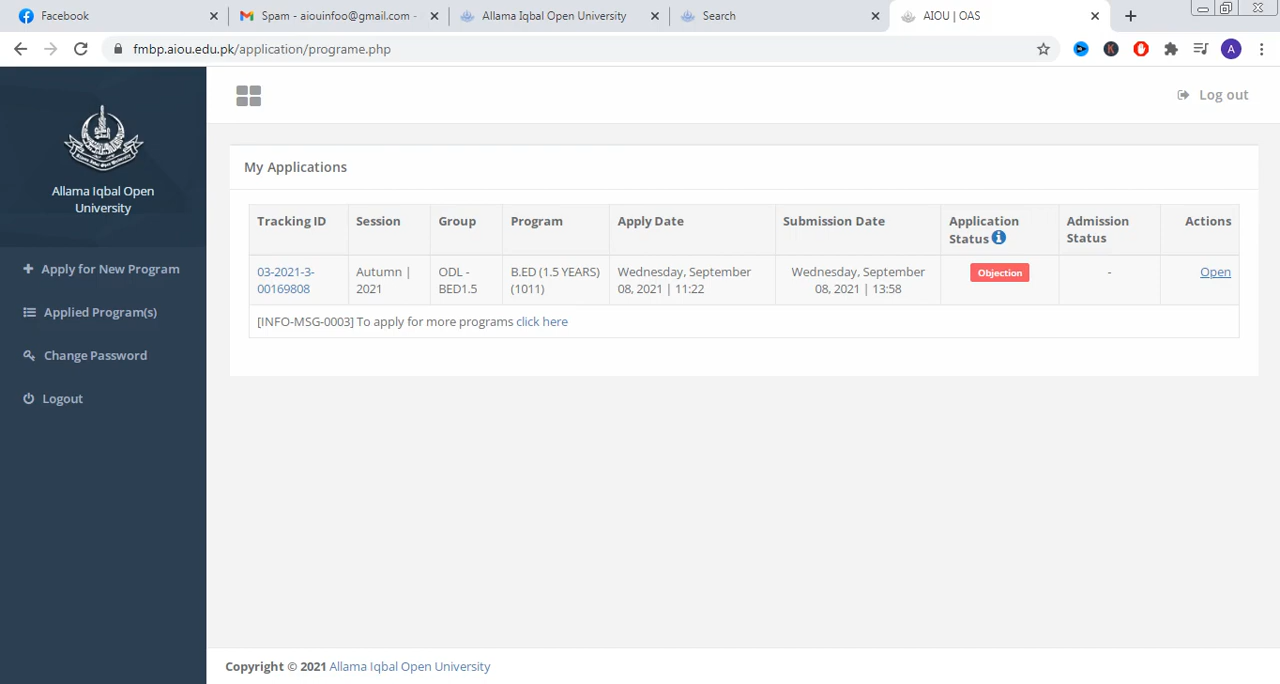 Facebook
Spam - aiouinfoo@gmail.com -
Allama Iqbal Open University
Search
AIOU | OAS
fmbp.aiou.edu.pk/application/programe.php
K
A
Allama Iqbal Open
University
Apply for New Program
Applied Program(s)
Change Password
Logout
Log out
My Applications
Tracking ID
Session
Group
Program
Apply Date
Submission Date
Application
Status
Admission
Status
Actions
03-2021-3-
00169808
Autumn |
2021
ODL -
BED1.5
B.ED (1.5 YEARS)
(1011)
Wednesday, September
08, 2021 | 11:22
Wednesday, September
08, 2021 | 13:58
Objection
-
Open
[INFO-MSG-0003] To apply for more programs click here
Copyright © 2021 Allama Iqbal Open University